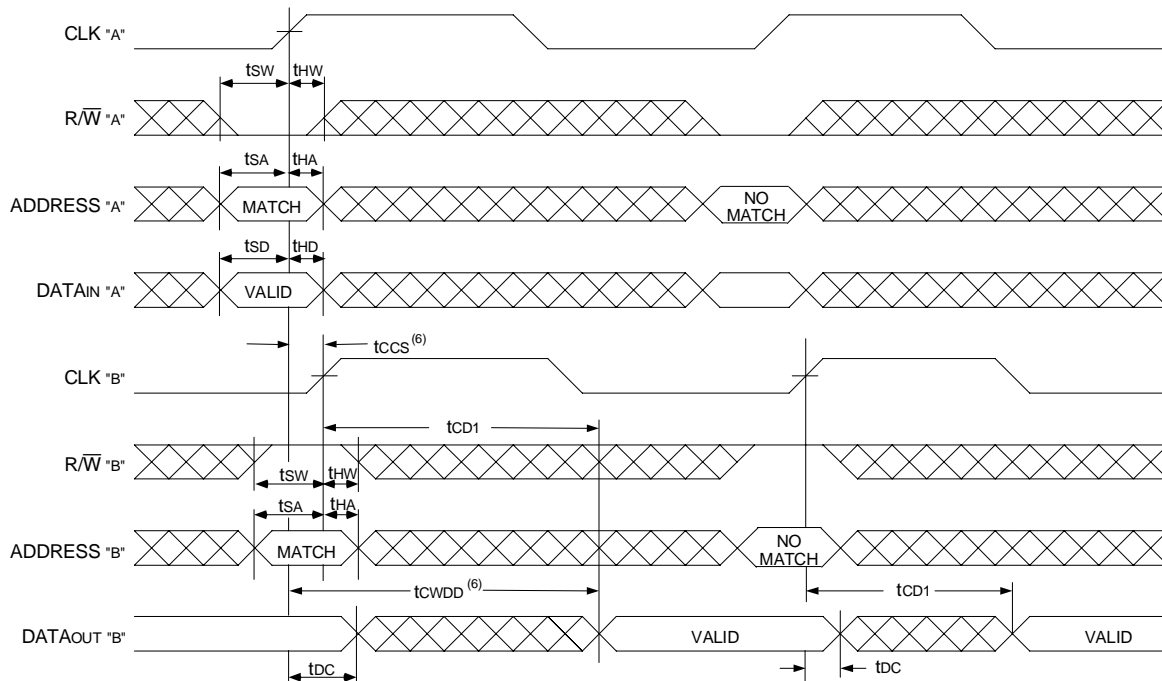 CLK "A"
tSW tHW
R/W̅ "A"
tSA tHA
ADDRESS "A" MATCH NO MATCH
tSD tHD
DATAIN "A" VALID
tCCS (6)
CLK "B"
tCD1
R/W̅ "B"
tSW tHW
tSA tHA
ADDRESS "B" MATCH NO MATCH
tCWDD (6) tCD1
DATAOUT "B" VALID VALID
tDC tDC